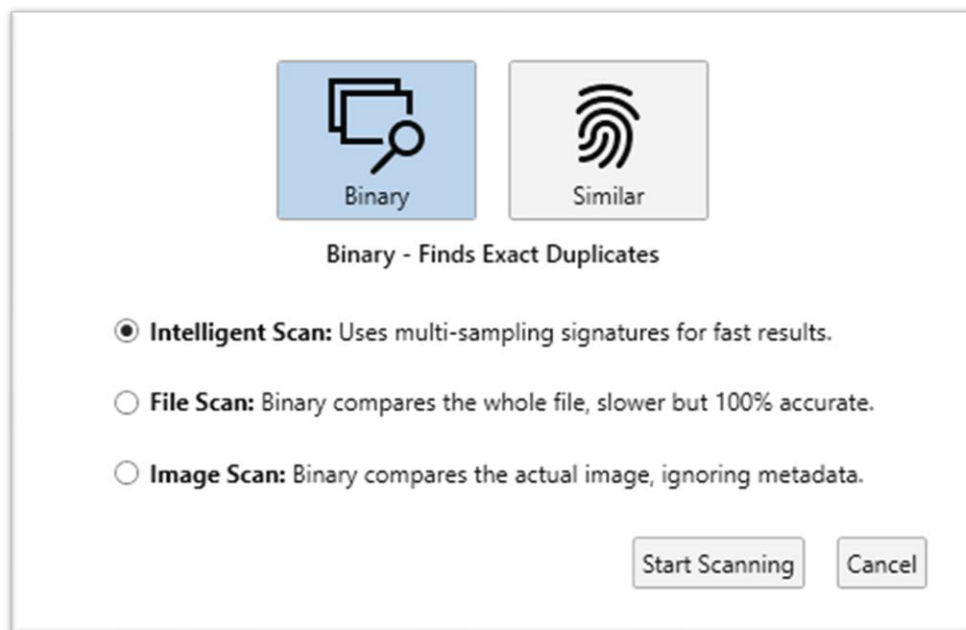 Binary
Similar
Binary - Finds Exact Duplicates
Intelligent Scan: Uses multi-sampling signatures for fast results.
File Scan: Binary compares the whole file, slower but 100% accurate.
Image Scan: Binary compares the actual image, ignoring metadata.
Start Scanning
Cancel